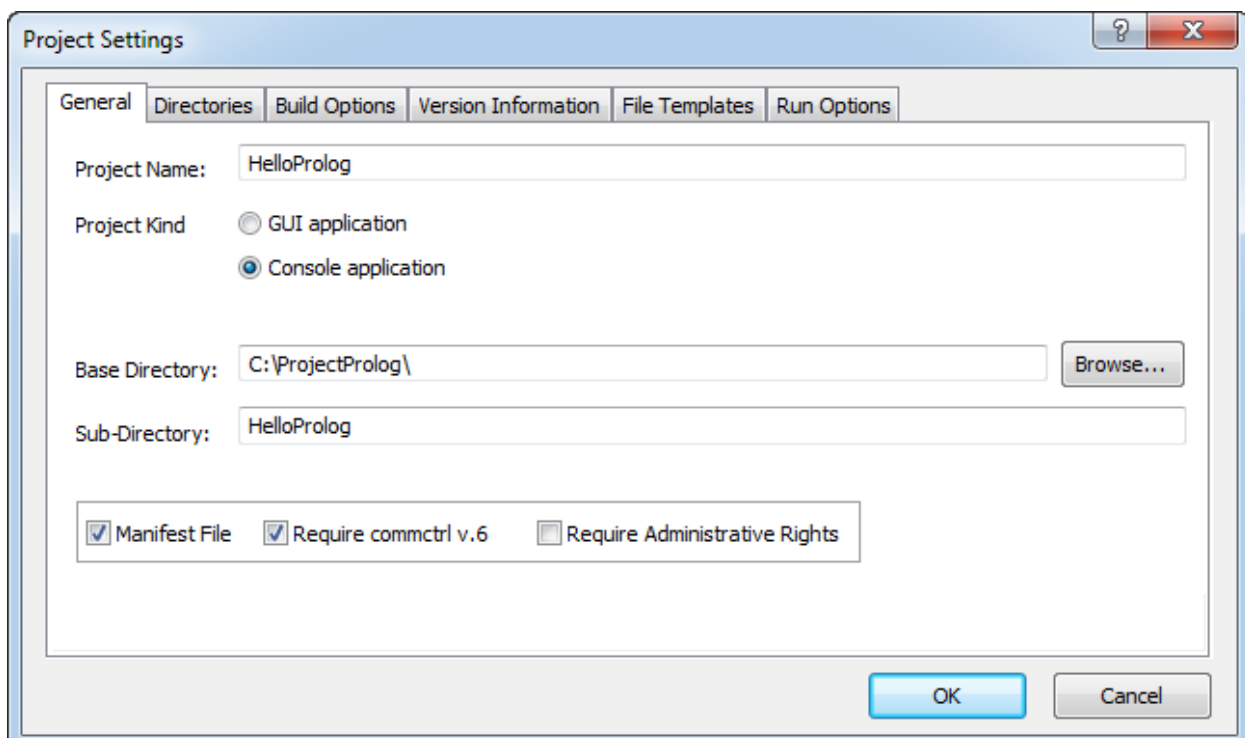 Project Settings
General Directories Build Options Version Information File Templates Run Options
Project Name: HelloProlog
Project Kind GUI application
Console application
Base Directory: C:\ProjectProlog\ Browse...
Sub-Directory: HelloProlog
Manifest File Require commctrl v.6 Require Administrative Rights
OK Cancel